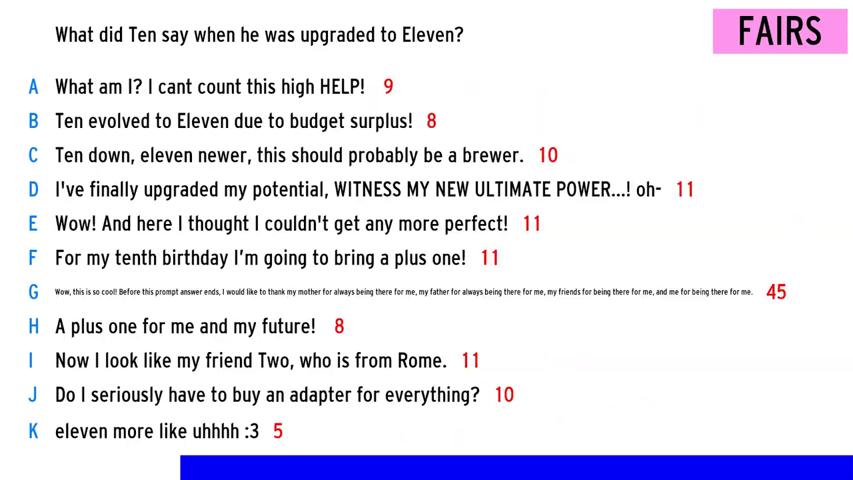 What did Ten say when he was upgraded to Eleven?
FAIRS
A What am I? I cant count this high HELP! 9
B Ten evolved to Eleven due to budget surplus! 8
C Ten down, eleven newer, this should probably be a brewer. 10
D I've finally upgraded my potential, WITNESS MY NEW ULTIMATE POWER...! oh- 11
E Wow! And here I thought I couldn't get any more perfect! 11
F For my tenth birthday I’m going to bring a plus one! 11
G Wow, this is so cool! Before this prompt answer ends, I would like to thank my mother for always being there for me, my father for always being there for me, my friends for being there for me, and me for being there for me. 45
H A plus one for me and my future! 8
I Now I look like my friend Two, who is from Rome. 11
J Do I seriously have to buy an adapter for everything? 10
K eleven more like uhhhh :3 5